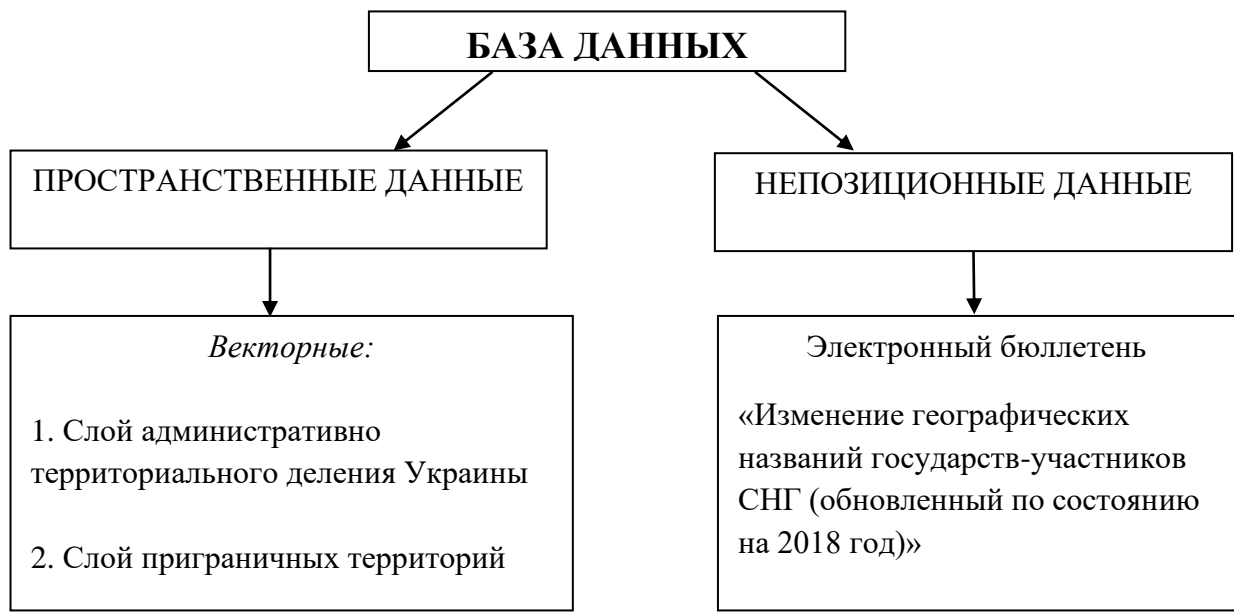 БАЗА ДАННЫХ
ПРОСТРАНСТВЕННЫЕ ДАННЫЕ
НЕПОЗИЦИОННЫЕ ДАННЫЕ
Векторные:
1. Слой административно
территориального деления Украины
2. Слой приграничных территорий
Электронный бюллетень
«Изменение географических
названий государств-участников
СНГ (обновленный по состоянию
на 2018 год)»